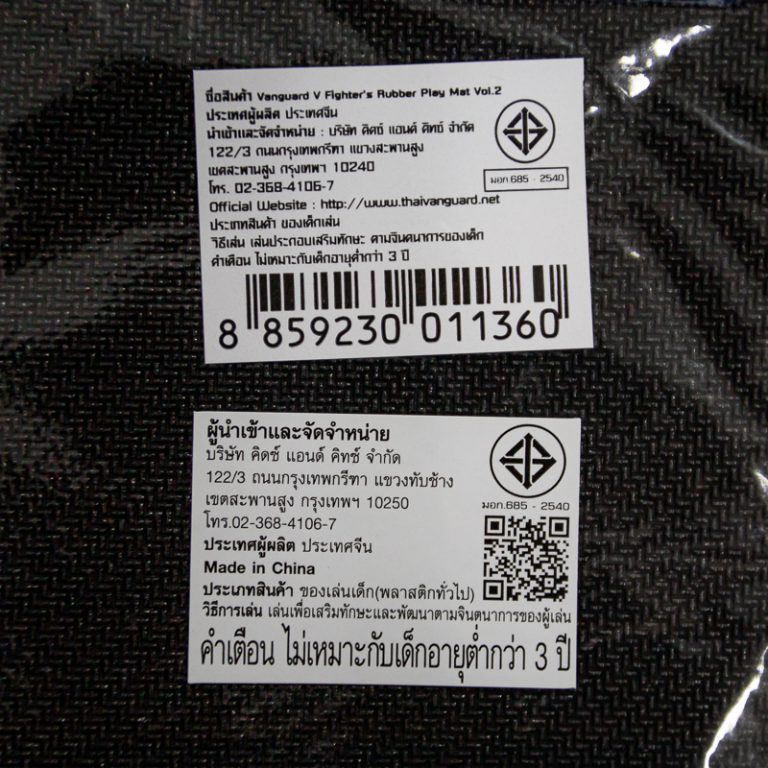 ชื่อสินค้า Vanguard V Fighter's Rubber Play Mat Vol.2
ประเทศผู้ผลิต ประเทศจีน
นำเข้าและจัดจำหน่าย : บริษัท คิดซ์ แอนด์ คิทซ์ จำกัด
122/3 ถนนกรุงเทพกรีฑา แขวงสะพานสูง
เขตสะพานสูง กรุงเทพฯ 10240
โทร. 02-368-4106-7
Official Website : http://www.thaivanguard.net
ประเภทสินค้า ของเด็กเล่น
วิธีเล่น เล่นประกอบเสริมทักษะ ตามจินตนาการของเด็ก
คำเตือน ไม่เหมาะกับเด็กอายุต่ำกว่า 3 ปี
มอก.685 - 2540
8 859230 011360
ผู้นำเข้าและจัดจำหน่าย
บริษัท คิดซ์ แอนด์ คิทซ์ จำกัด
122/3 ถนนกรุงเทพกรีฑา แขวงทับช้าง
เขตสะพานสูง กรุงเทพฯ 10250
โทร.02-368-4106-7
ประเทศผู้ผลิต ประเทศจีน
Made in China
มอก.685 - 2540
ประเภทสินค้า ของเล่นเด็ก(พลาสติกทั่วไป)
วิธีการเล่น เล่นเพื่อเสริมทักษะและพัฒนาตามจินตนาการของผู้เล่น
คำเตือน ไม่เหมาะกับเด็กอายุต่ำกว่า 3 ปี